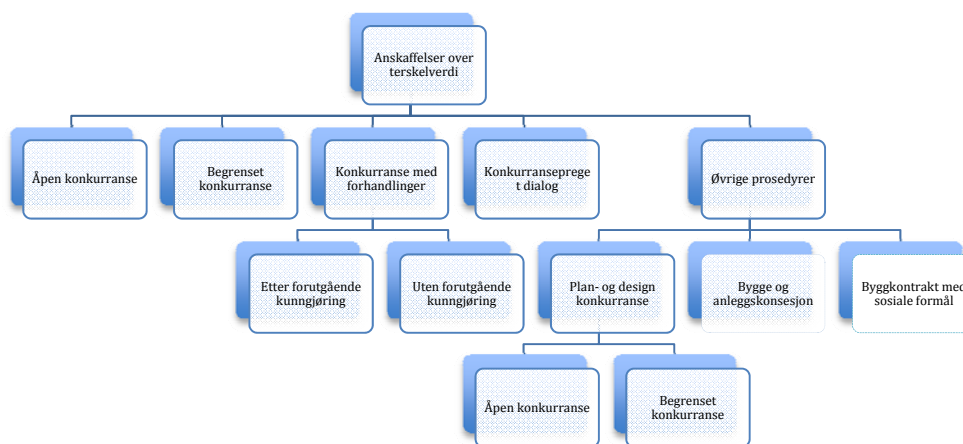 Anskaffelser over
terskelverdi
Åpen konkurranse
Begrenset
konkurranse
Konkurranse med
forhandlinger
Konkurranseprege
t dialog
Øvrige prosedyrer
Etter forutgående
kunngjøring
Uten forutgående
kunngjøring
Plan- og design
konkurranse
Bygge og
anleggskonsesjon
Byggkontrakt med
sosiale formål
Åpen konkurranse
Begrenset
konkurranse